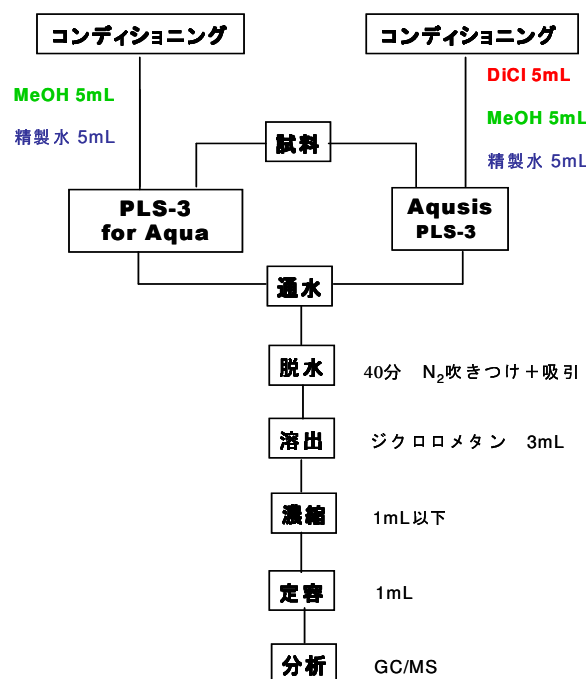 コンディショニング
コンディショニング
MeOH 5mL
精製水 5mL
DiCl 5mL
MeOH 5mL
精製水 5mL
試料
PLS-3
for Aqua
Aqusis
PLS-3
通水
脱水
40分 N₂吹きつけ＋吸引
溶出
ジクロロメタン 3mL
濃縮
1mL以下
定容
1mL
分析
GC/MS